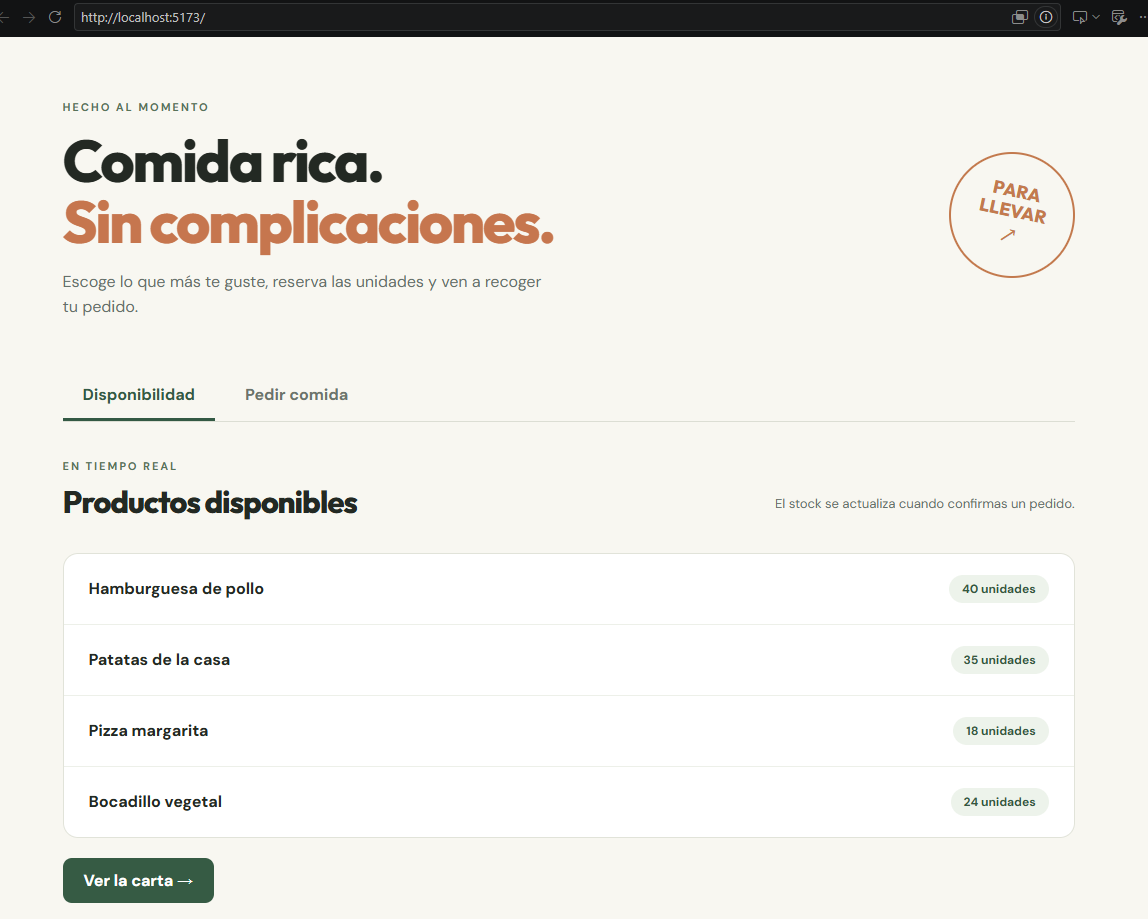 http://localhost:5173/
HECHO AL MOMENTO
Comida rica.
Sin complicaciones.
Escoge lo que más te guste, reserva las unidades y ven a recoger
tu pedido.
PARA
LLEVAR
↗
Disponibilidad
Pedir comida
EN TIEMPO REAL
Productos disponibles
El stock se actualiza cuando confirmas un pedido.
Hamburguesa de pollo
40 unidades
Patatas de la casa
35 unidades
Pizza margarita
18 unidades
Bocadillo vegetal
24 unidades
Ver la carta →